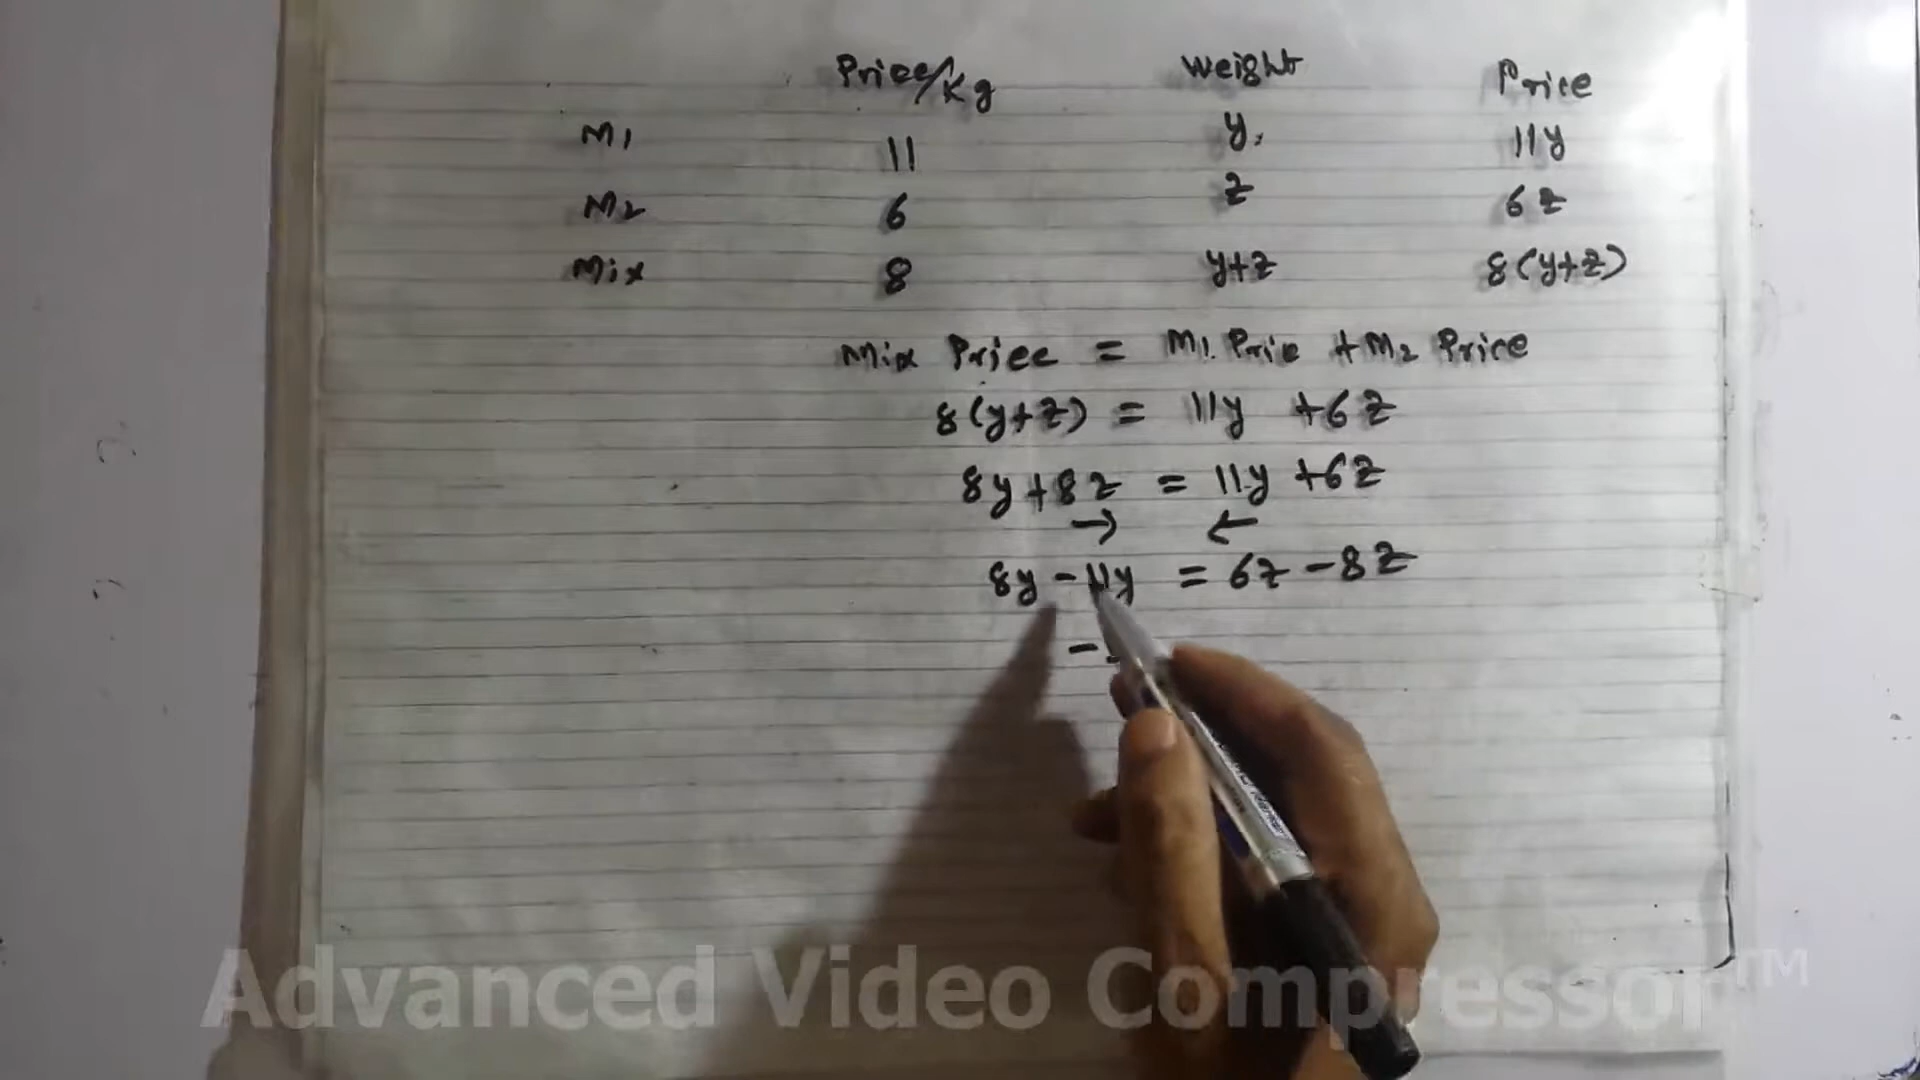 Price/Kg Weight Price
M1 11 y. 11y
M2 6 z 6z
Mix 8 y+z 8(y+z)
Mix Price = M1 Pric + M2 Price
8(y+z) = 11y +6z
8y+8z = 11y +6z
→ ←
8y -11y = 6z -8z
-
Advanced Video Compressor™